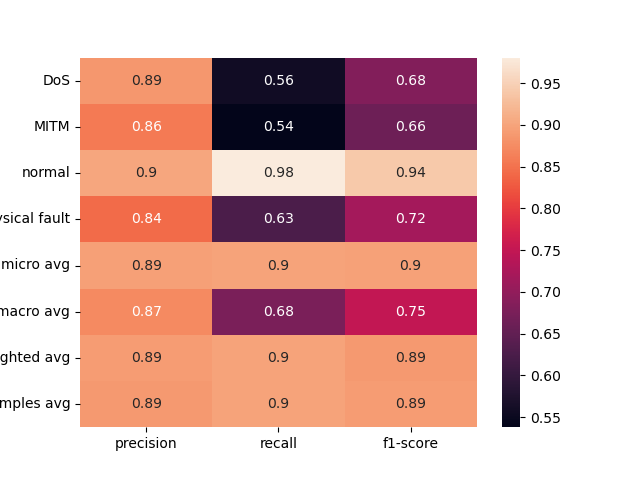 DoS 0.89 0.56 0.68
MITM 0.86 0.54 0.66
normal 0.9 0.98 0.94
ysical fault 0.84 0.63 0.72
micro avg 0.89 0.9 0.9
macro avg 0.87 0.68 0.75
ghted avg 0.89 0.9 0.89
mples avg 0.89 0.9 0.89
precision recall f1-score
0.95
0.90
0.85
0.80
0.75
0.70
0.65
0.60
0.55